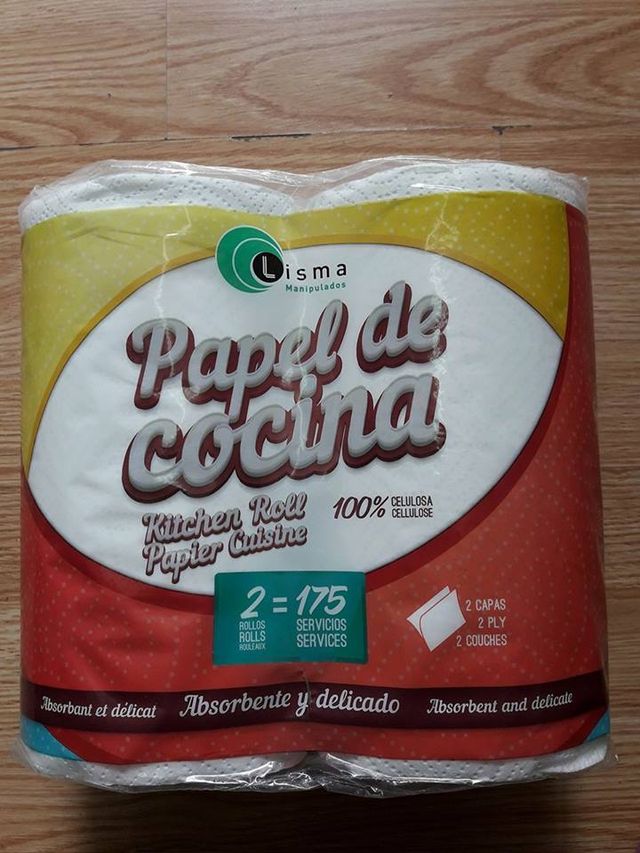 Lisma
Manipulados
Papel de
cocina
Kitchen Roll
Papier Cuisine
100% CELULOSA
CELLULOSE
2 = 175
ROLLOS SERVICIOS
ROLLS SERVICES
ROULEAUX
2 CAPAS
2 PLY
2 COUCHES
Absorbant et délicat Absorbente y delicado Absorbent and delicate